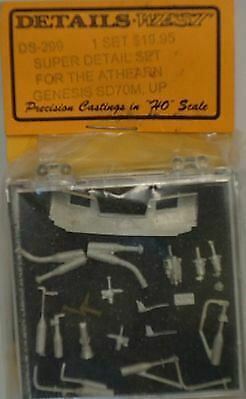 DETAILS WEST
DS-299 1 SET $19.95
SUPER DETAIL SET
FOR THE ATHEARN
GENESIS SD70M, UP
Precision Castings in "HO" Scale